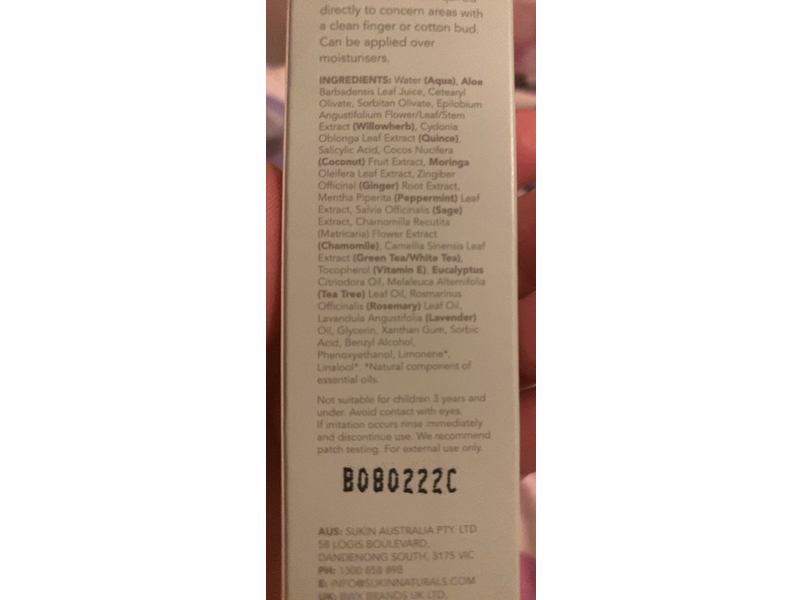 directly to concern areas with
a clean finger or cotton bud.
Can be applied over
moisturisers.
INGREDIENTS: Water (Aqua), Aloe
Barbadensis Leaf Juice, Cetearyl
Olivate, Sorbitan Olivate, Epilobium
Angustifolium Flower/Leaf/Stem
Extract (Willowherb), Cydonia
Oblonga Leaf Extract (Quince),
Salicylic Acid, Cocos Nucifera
(Coconut) Fruit Extract, Moringa
Oleifera Leaf Extract, Zingiber
Officinal (Ginger) Root Extract,
Mentha Piperita (Peppermint) Leaf
Extract, Salvia Officinalis (Sage)
Extract, Chamomilla Recutita
(Matricaria) Flower Extract
(Chamomile), Camellia Sinensis Leaf
Extract (Green Tea/White Tea),
Tocopherol (Vitamin E), Eucalyptus
Citriodora Oil, Melaleuca Alternifolia
(Tea Tree) Leaf Oil, Rosmarinus
Officinalis (Rosemary) Leaf Oil,
Lavandula Angustifolia (Lavender)
Oil, Glycerin, Xanthan Gum, Sorbic
Acid, Benzyl Alcohol,
Phenoxyethanol, Limonene*,
Linalool*. *Natural component of
essential oils.
Not suitable for children 3 years and
under. Avoid contact with eyes.
If irritation occurs rinse immediately
and discontinue use. We recommend
patch testing. For external use only.
B080222C
AUS: SUKIN AUSTRALIA PTY. LTD.
58 LOGIS BOULEVARD,
DANDENONG SOUTH, 3175 VIC
PH: 1300 858 898
E: INFO@SUKINNATURALS.COM
UK: BWX BRANDS UK LTD,